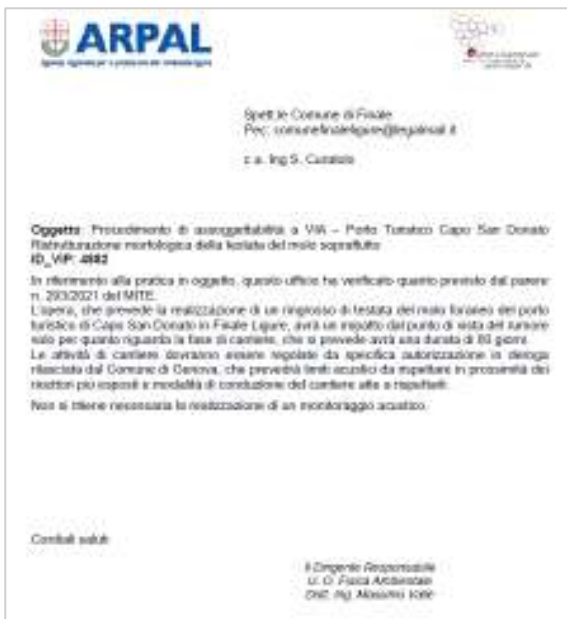 ARPAL
Spett.le Comune di Finale
Pec: comunefinaleligure@legalmail.it
c.a. Ing S.
Oggetto: Procedimento di assoggettabilità a VIA – Porto Turistico Capo San Donato
Ristrutturazione morfologica della testata del molo sopraflutto
ID_VIP: 4982
In riferimento alla pratica in oggetto, questo ufficio ha verificato quanto previsto dal parere
n. 293/2021 del MITE.
L'opera, che prevede la realizzazione di un ringrosso di testata del molo foraneo del porto
turistico di Capo San Donato in Finale Ligure, avrà un impatto dal punto di vista del rumore
solo per quanto riguarda la fase di cantiere, che si prevede avrà una durata di 80 giorni.
Le attività di cantiere dovranno essere regolate da specifica autorizzazione in deroga
rilasciata dal Comune di Genova, che prevedrà limiti acustici da rispettare in prossimità dei
ricettori più esposti e modalità di conduzione del cantiere atte a rispettarli.
Non si ritiene necessaria la realizzazione di un monitoraggio acustico.
Cordiali saluti
Il Dirigente Responsabile
U. O. Fisica Ambientale
Dott. Ing. Massimo Valle